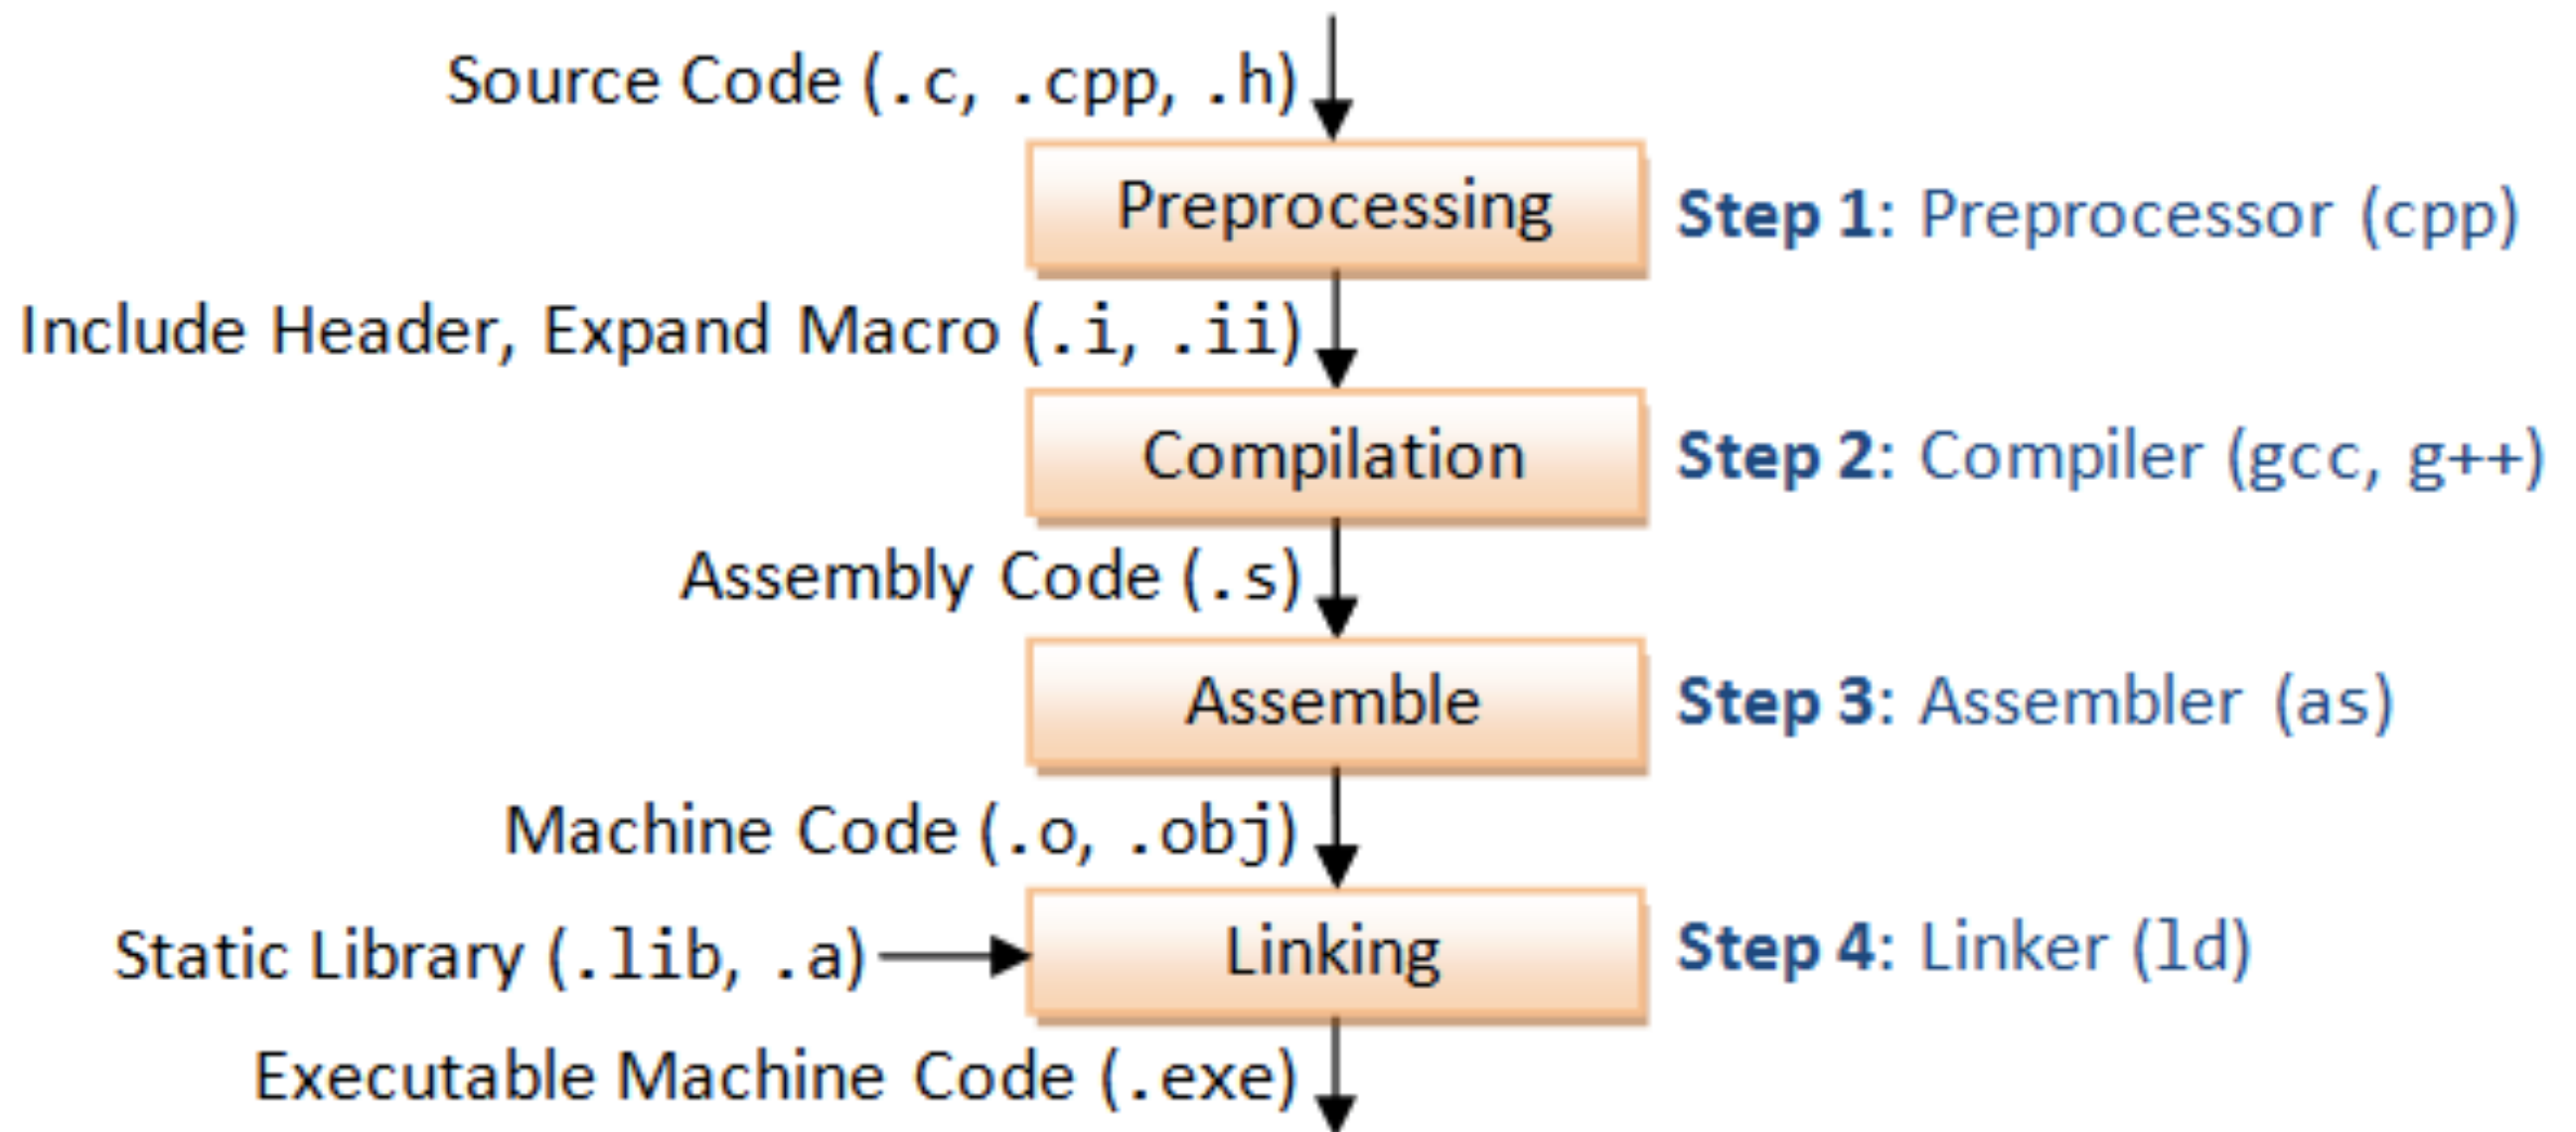 Source Code (.c, .cpp, .h)
Preprocessing
Step 1: Preprocessor (cpp)
Include Header, Expand Macro (.i, .ii)
Compilation
Step 2: Compiler (gcc, g++)
Assembly Code (.s)
Assemble
Step 3: Assembler (as)
Machine Code (.o, .obj)
Static Library (.lib, .a)
Linking
Step 4: Linker (ld)
Executable Machine Code (.exe)